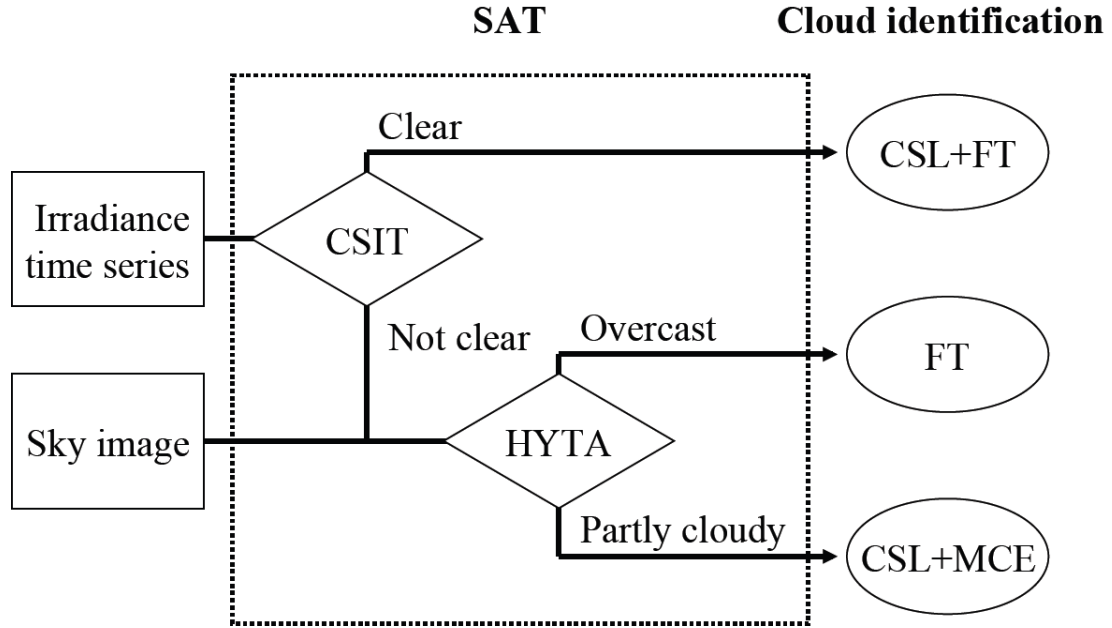 SAT
Cloud identification
Clear
CSL+FT
Irradiance
time series
CSIT
Not clear
Overcast
FT
Sky image
HYTA
Partly cloudy
CSL+MCE